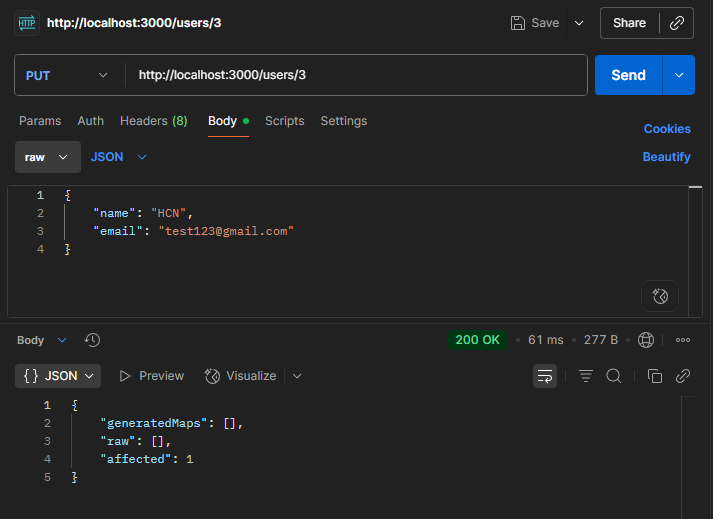 HTTP http://localhost:3000/users/3 Save Share
PUT http://localhost:3000/users/3 Send
Params Auth Headers (8) Body Scripts Settings Cookies
raw JSON Beautify
1 {
2 "name": "HCN",
3 "email": "test123@gmail.com"
4 }
Body 200 OK • 61 ms • 277 B •
{} JSON Preview Visualize
1 {
2 "generatedMaps": [],
3 "raw": [],
4 "affected": 1
5 }